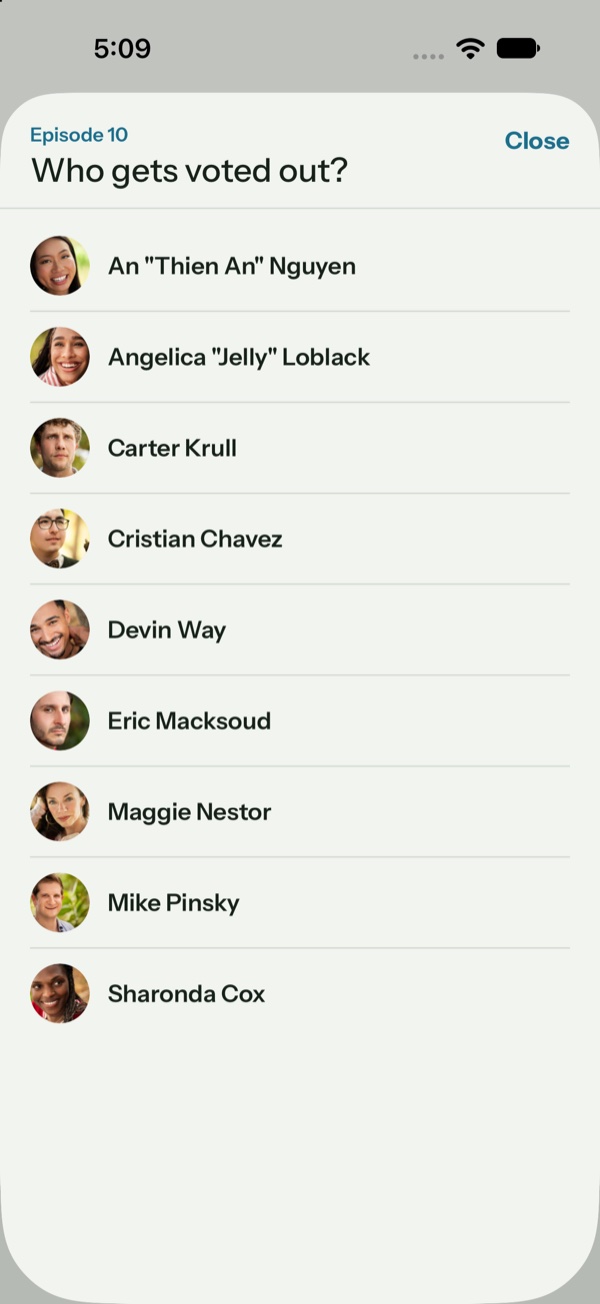 5:09
Episode 10
Close
Who gets voted out?
An "Thien An" Nguyen
Angelica "Jelly" Loblack
Carter Krull
Cristian Chavez
Devin Way
Eric Macksoud
Maggie Nestor
Mike Pinsky
Sharonda Cox